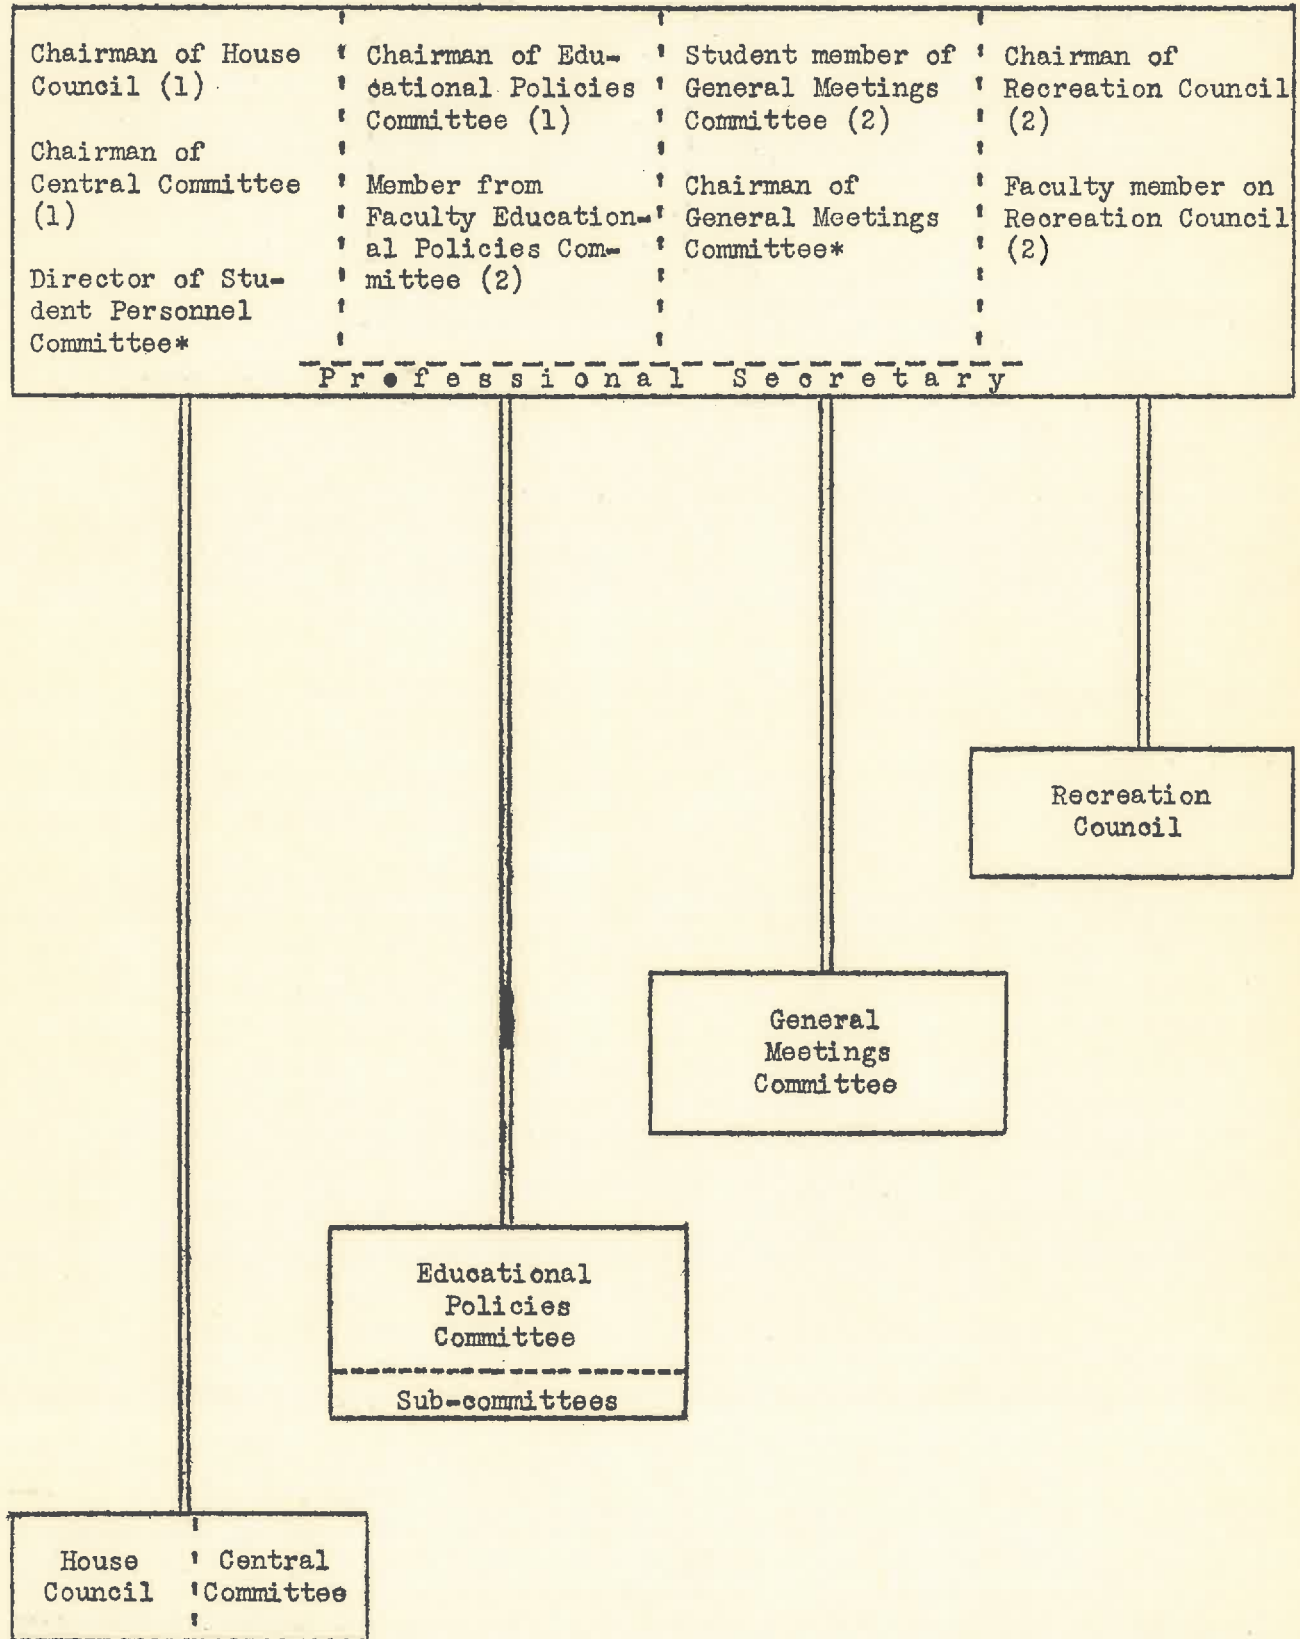 Chairman of House
Council (1)
Chairman of
Central Committee
(1)
Director of Stu-
dent Personnel
Committee*
Chairman of Edu-
cational Policies
Committee (1)
Member from
Faculty Education-
al Policies Com-
mittee (2)
Student member of
General Meetings
Committee (2)
Chairman of
General Meetings
Committee*
Chairman of
Recreation Council
(2)
Faculty member on
Recreation Council
(2)
Professional Secretary
Recreation
Council
General
Meetings
Committee
Educational
Policies
Committee
Sub-committees
House
Council
Central
Committee